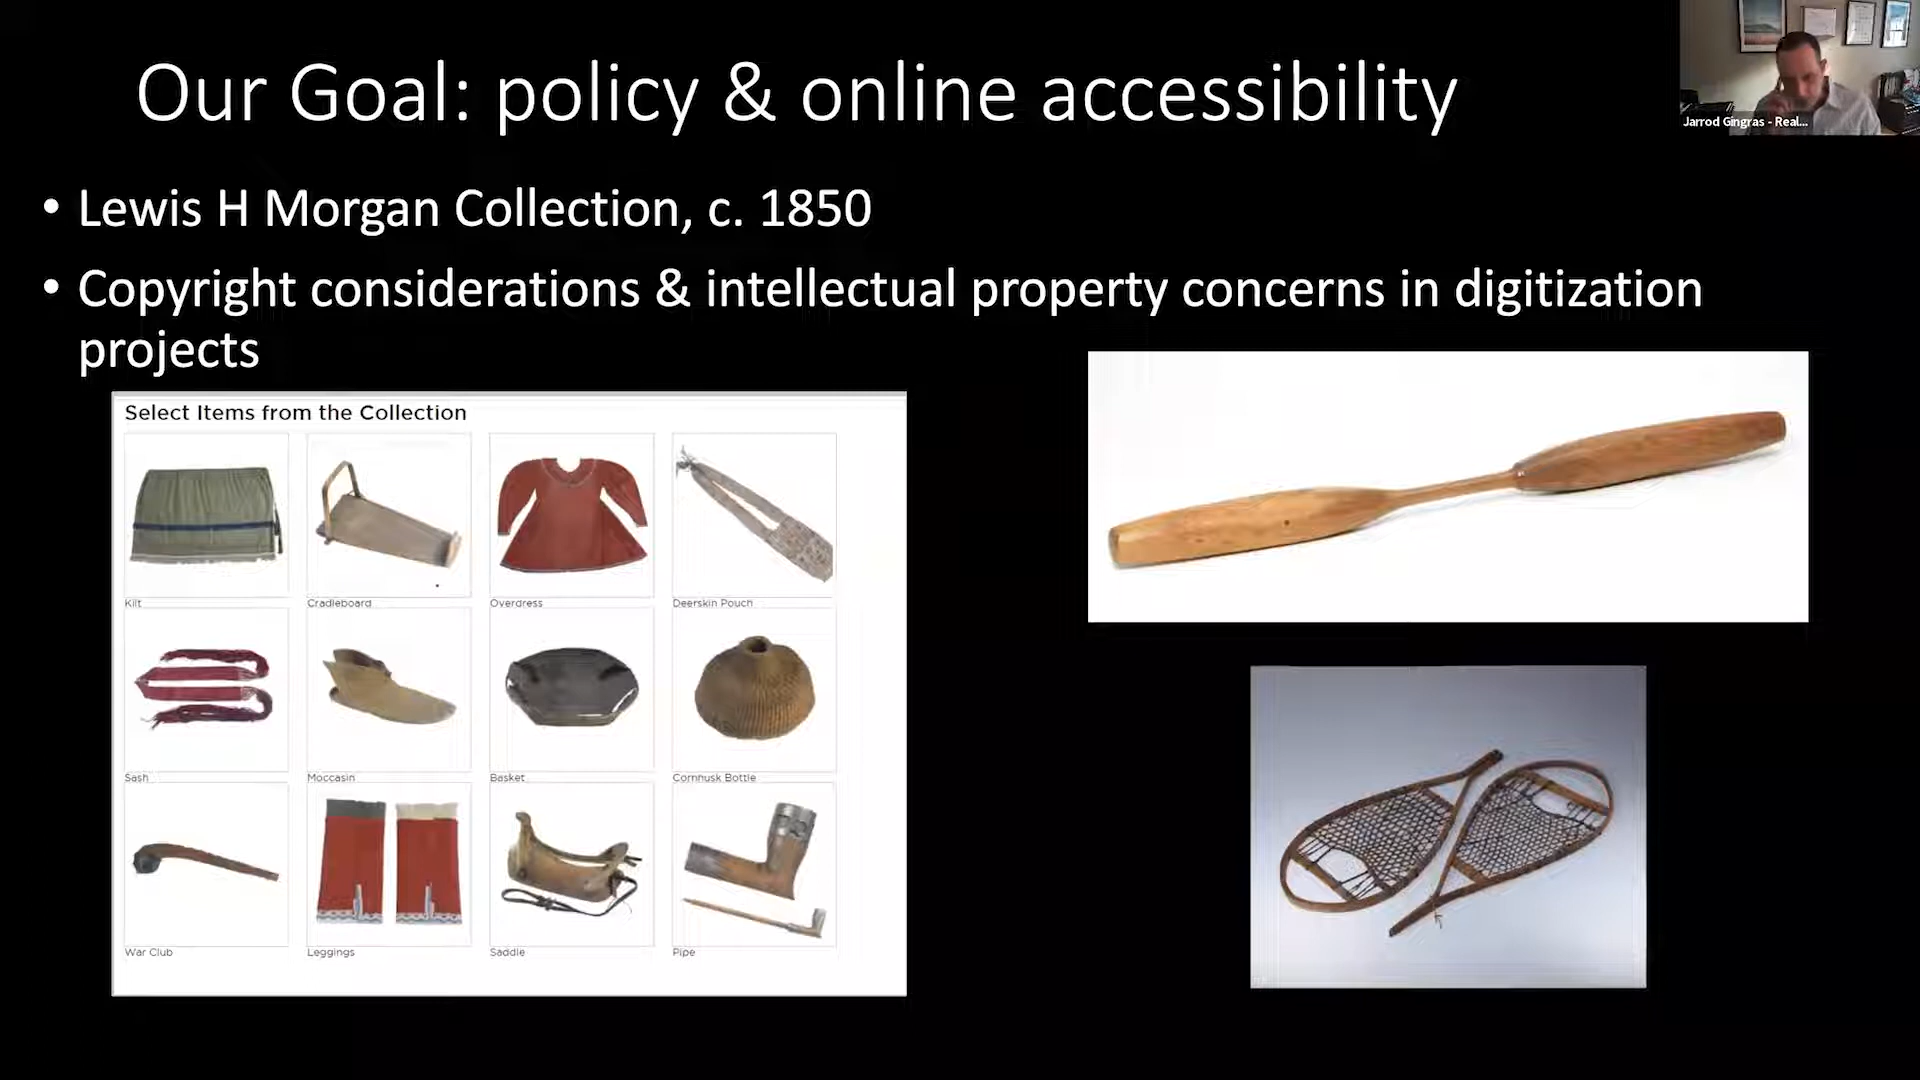 Our Goal: policy & online accessibility
Jarrod Gingras - Real...
• Lewis H Morgan Collection, c. 1850
• Copyright considerations & intellectual property concerns in digitization
projects
Select Items from the Collection
Kilt
Cradleboard
Overdress
Deerskin Pouch
Sash
Moccasin
Basket
Cornhusk Bottle
War Club
Leggings
Saddle
Pipe